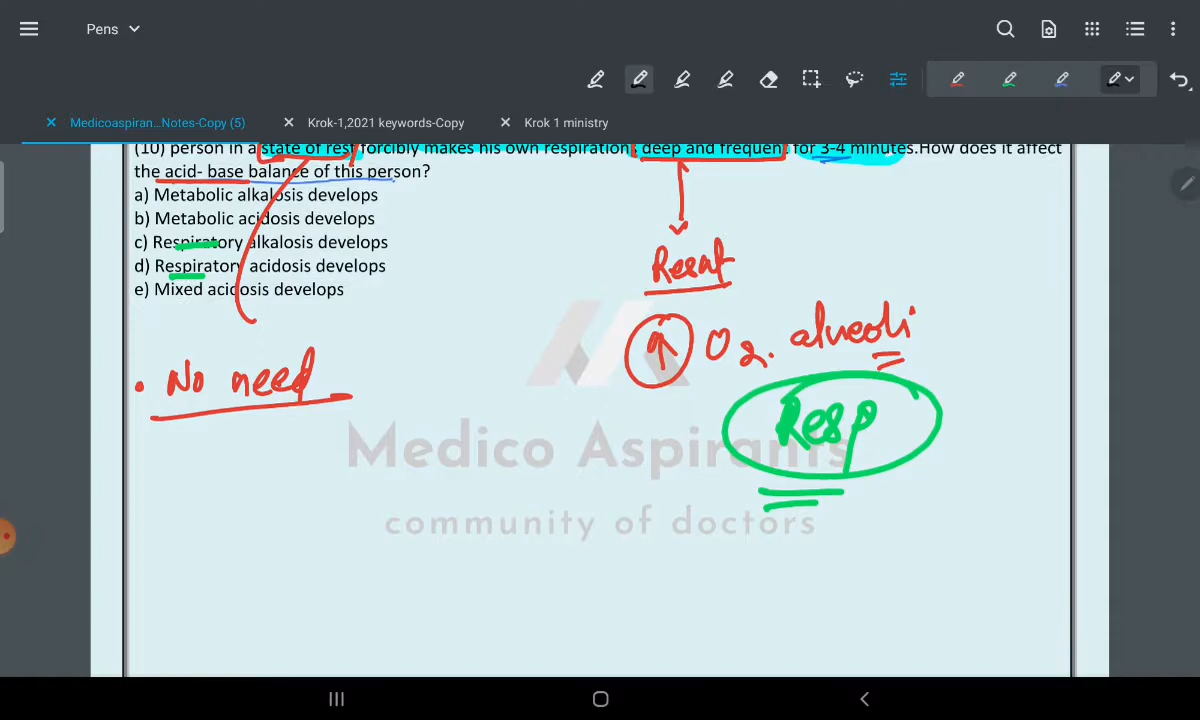 Pens
Medicoaspiran...Notes-Copy (5)
Krok-1,2021 keywords-Copy
Krok 1 ministry
(10) person in a state of rest forcibly makes his own respiration deep and frequent for 3-4 minutes.How does it affect
the acid- base balance of this person?
a) Metabolic alkalosis develops
b) Metabolic acidosis develops
c) Respiratory alkalosis develops
d) Respiratory acidosis develops
e) Mixed acidosis develops
↑ O2. alveoli
• No need
Resp
Medico Aspirants
community of doctors